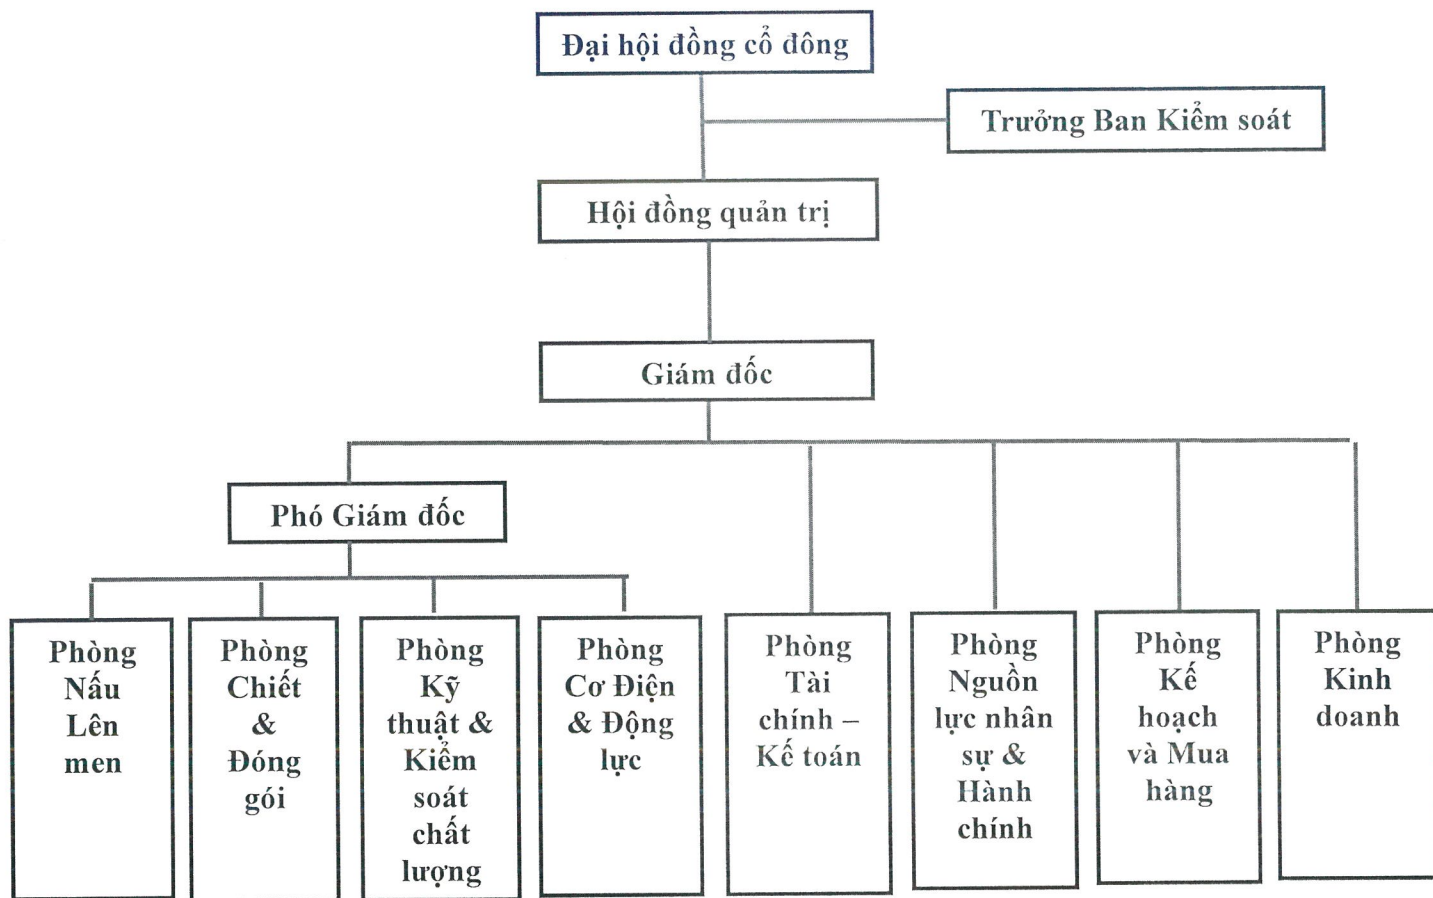 Đại hội đồng cổ đông
Trưởng Ban Kiểm soát
Hội đồng quản trị
Giám đốc
Phó Giám đốc
Phòng
Nấu
Lên
men
Phòng
Chiết
&
Đóng
gói
Phòng
Kỹ
thuật &
Kiểm
soát
chất
lượng
Phòng
Cơ Điện
& Động
lực
Phòng
Tài
chính –
Kế toán
Phòng
Nguồn
lực nhân
sự &
Hành
chính
Phòng
Kế
hoạch
và Mua
hàng
Phòng
Kinh
doanh